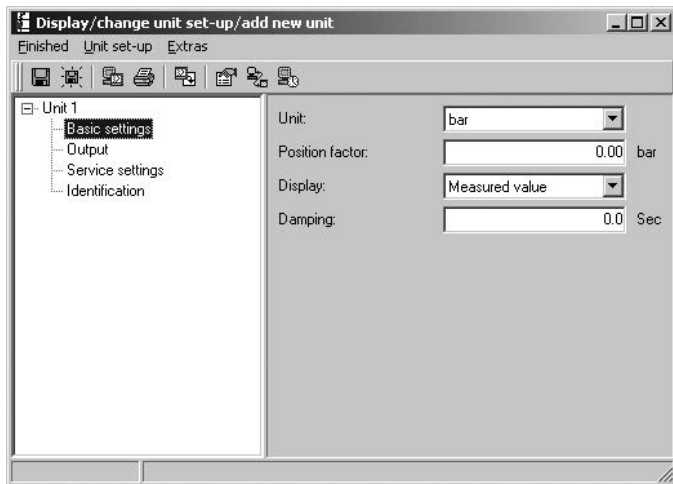 Display/change unit set-up/add new unit
Finished Unit set-up Extras
Unit 1
Basic settings
Output
Service settings
Identification
Unit: bar
Position factor: 0.00 bar
Display: Measured value
Damping: 0.0 Sec